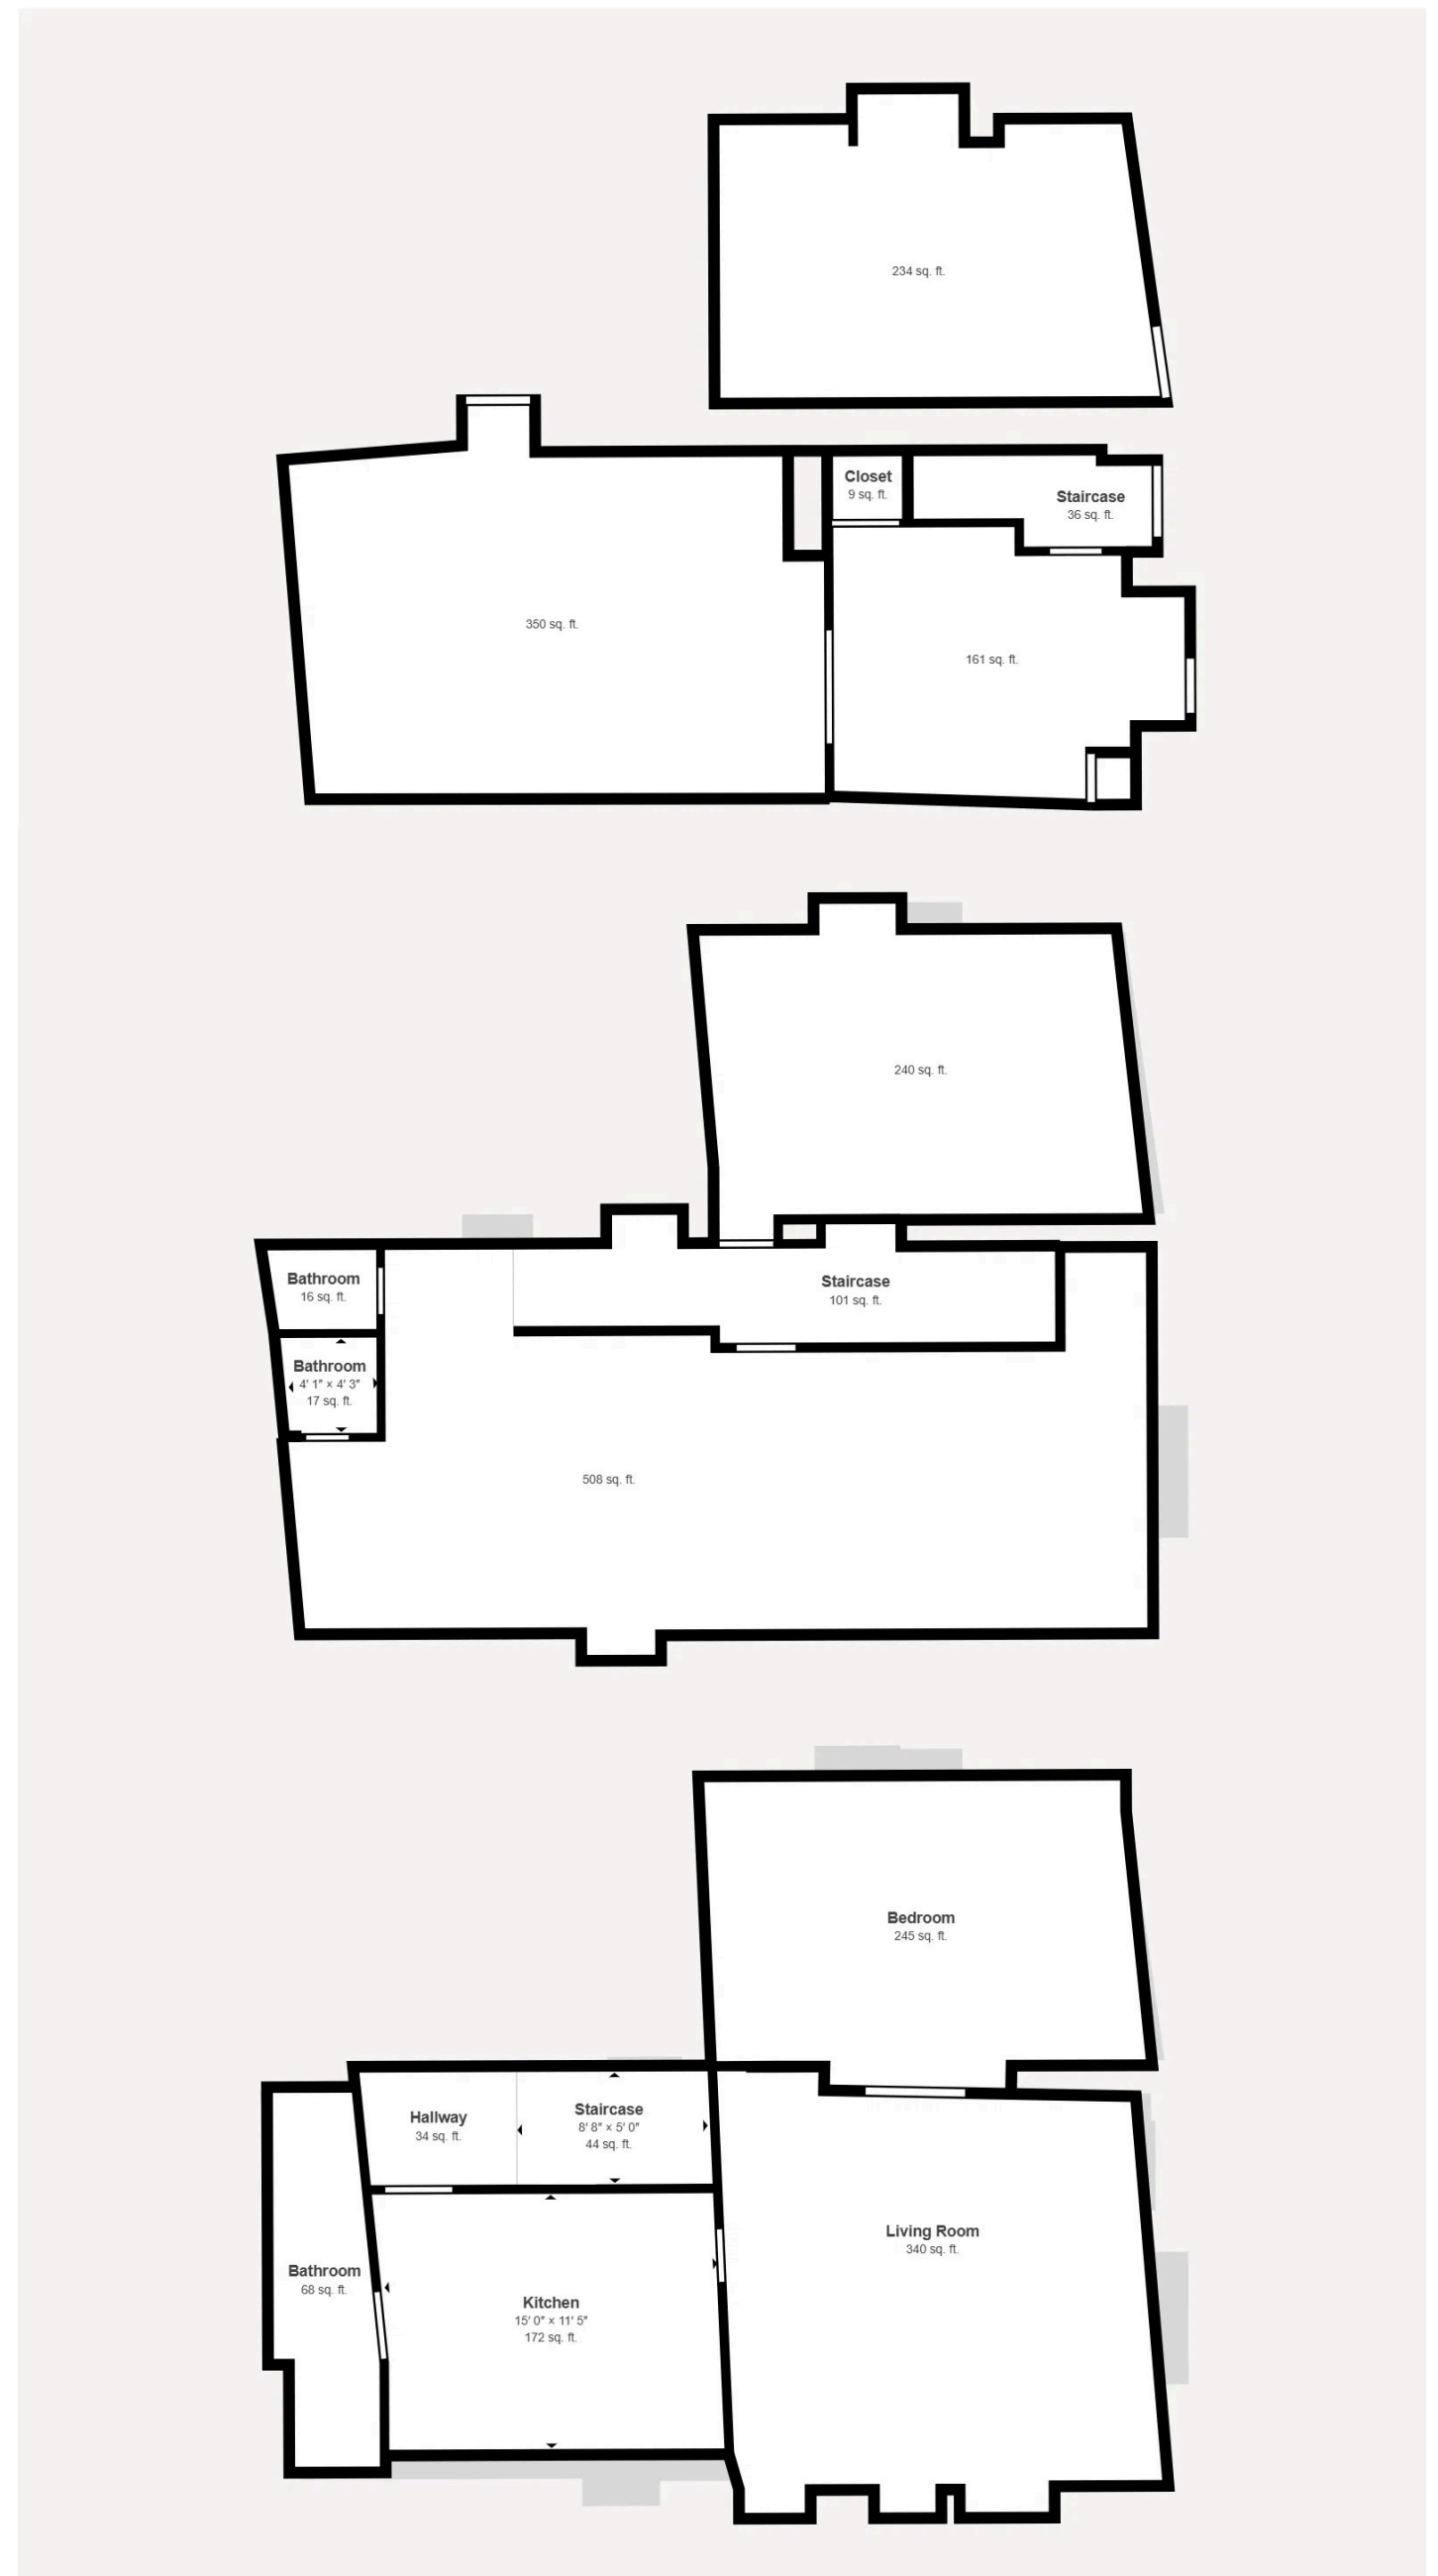 234 sq. ft.
Closet
9 sq. ft.
Staircase
36 sq. ft.
350 sq. ft.
161 sq. ft.
240 sq. ft.
Bathroom
16 sq. ft.
Staircase
101 sq. ft.
Bathroom
4' 1" × 4' 3"
17 sq. ft.
508 sq. ft.
Bedroom
245 sq. ft.
Hallway
34 sq. ft.
Staircase
8' 8" × 5' 0"
44 sq. ft.
Living Room
340 sq. ft.
Bathroom
68 sq. ft.
Kitchen
15' 0" × 11' 5"
172 sq. ft.